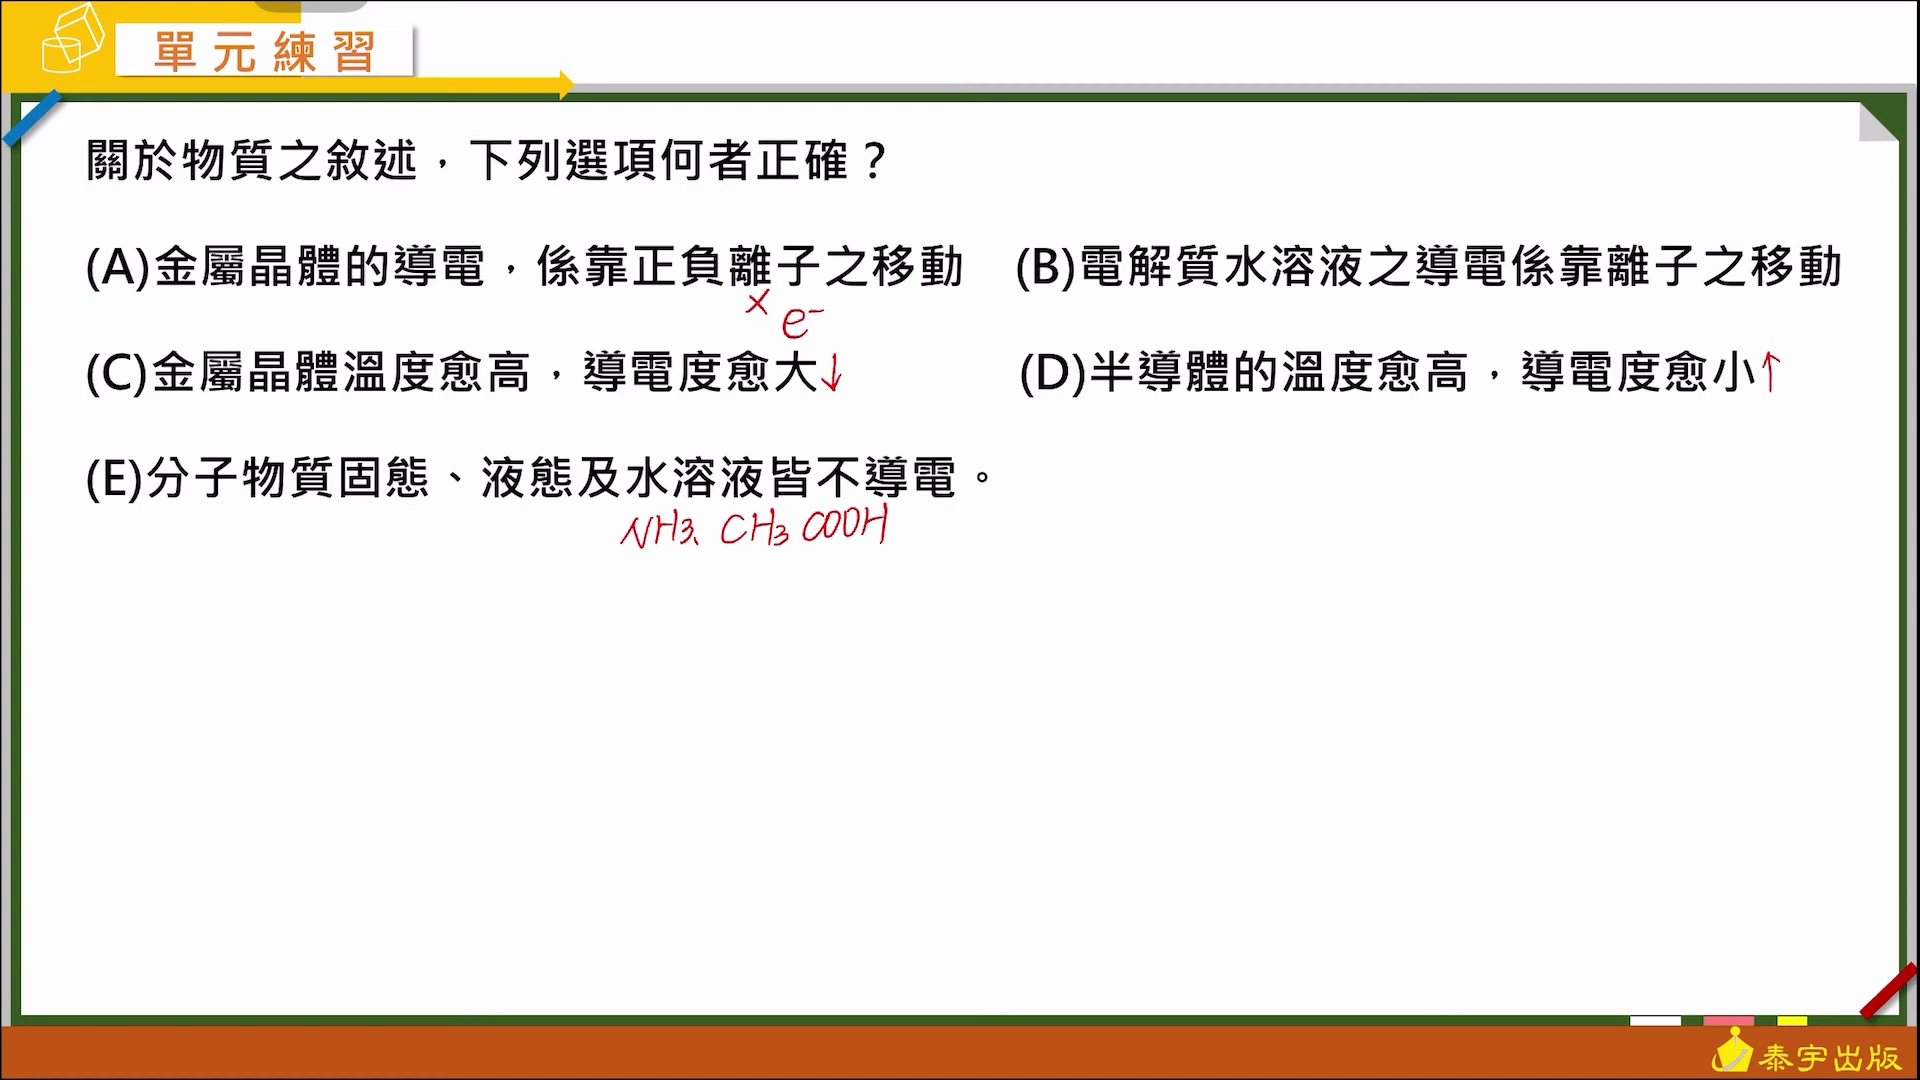 單元練習
關於物質之敘述，下列選項何者正確？
(A)金屬晶體的導電，係靠正負離子之移動 (B)電解質水溶液之導電係靠離子之移動
× e⁻
(C)金屬晶體溫度愈高，導電度愈大↓ (D)半導體的溫度愈高，導電度愈小↑
(E)分子物質固態、液態及水溶液皆不導電。
NH3、CH3COOH
泰宇出版